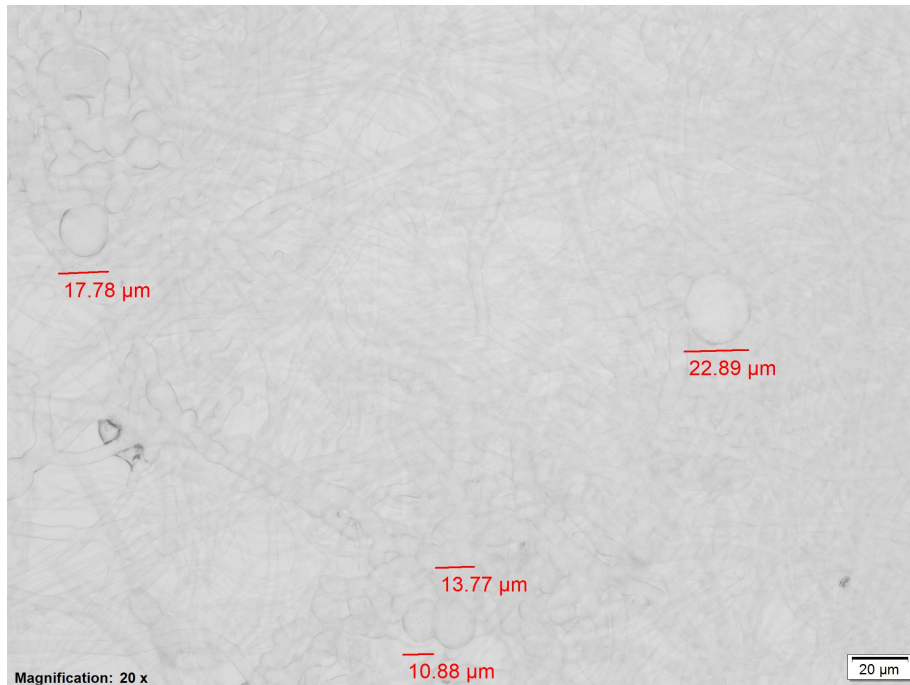 17.78 µm
22.89 µm
13.77 µm
10.88 µm
20 µm
Magnification: 20 x